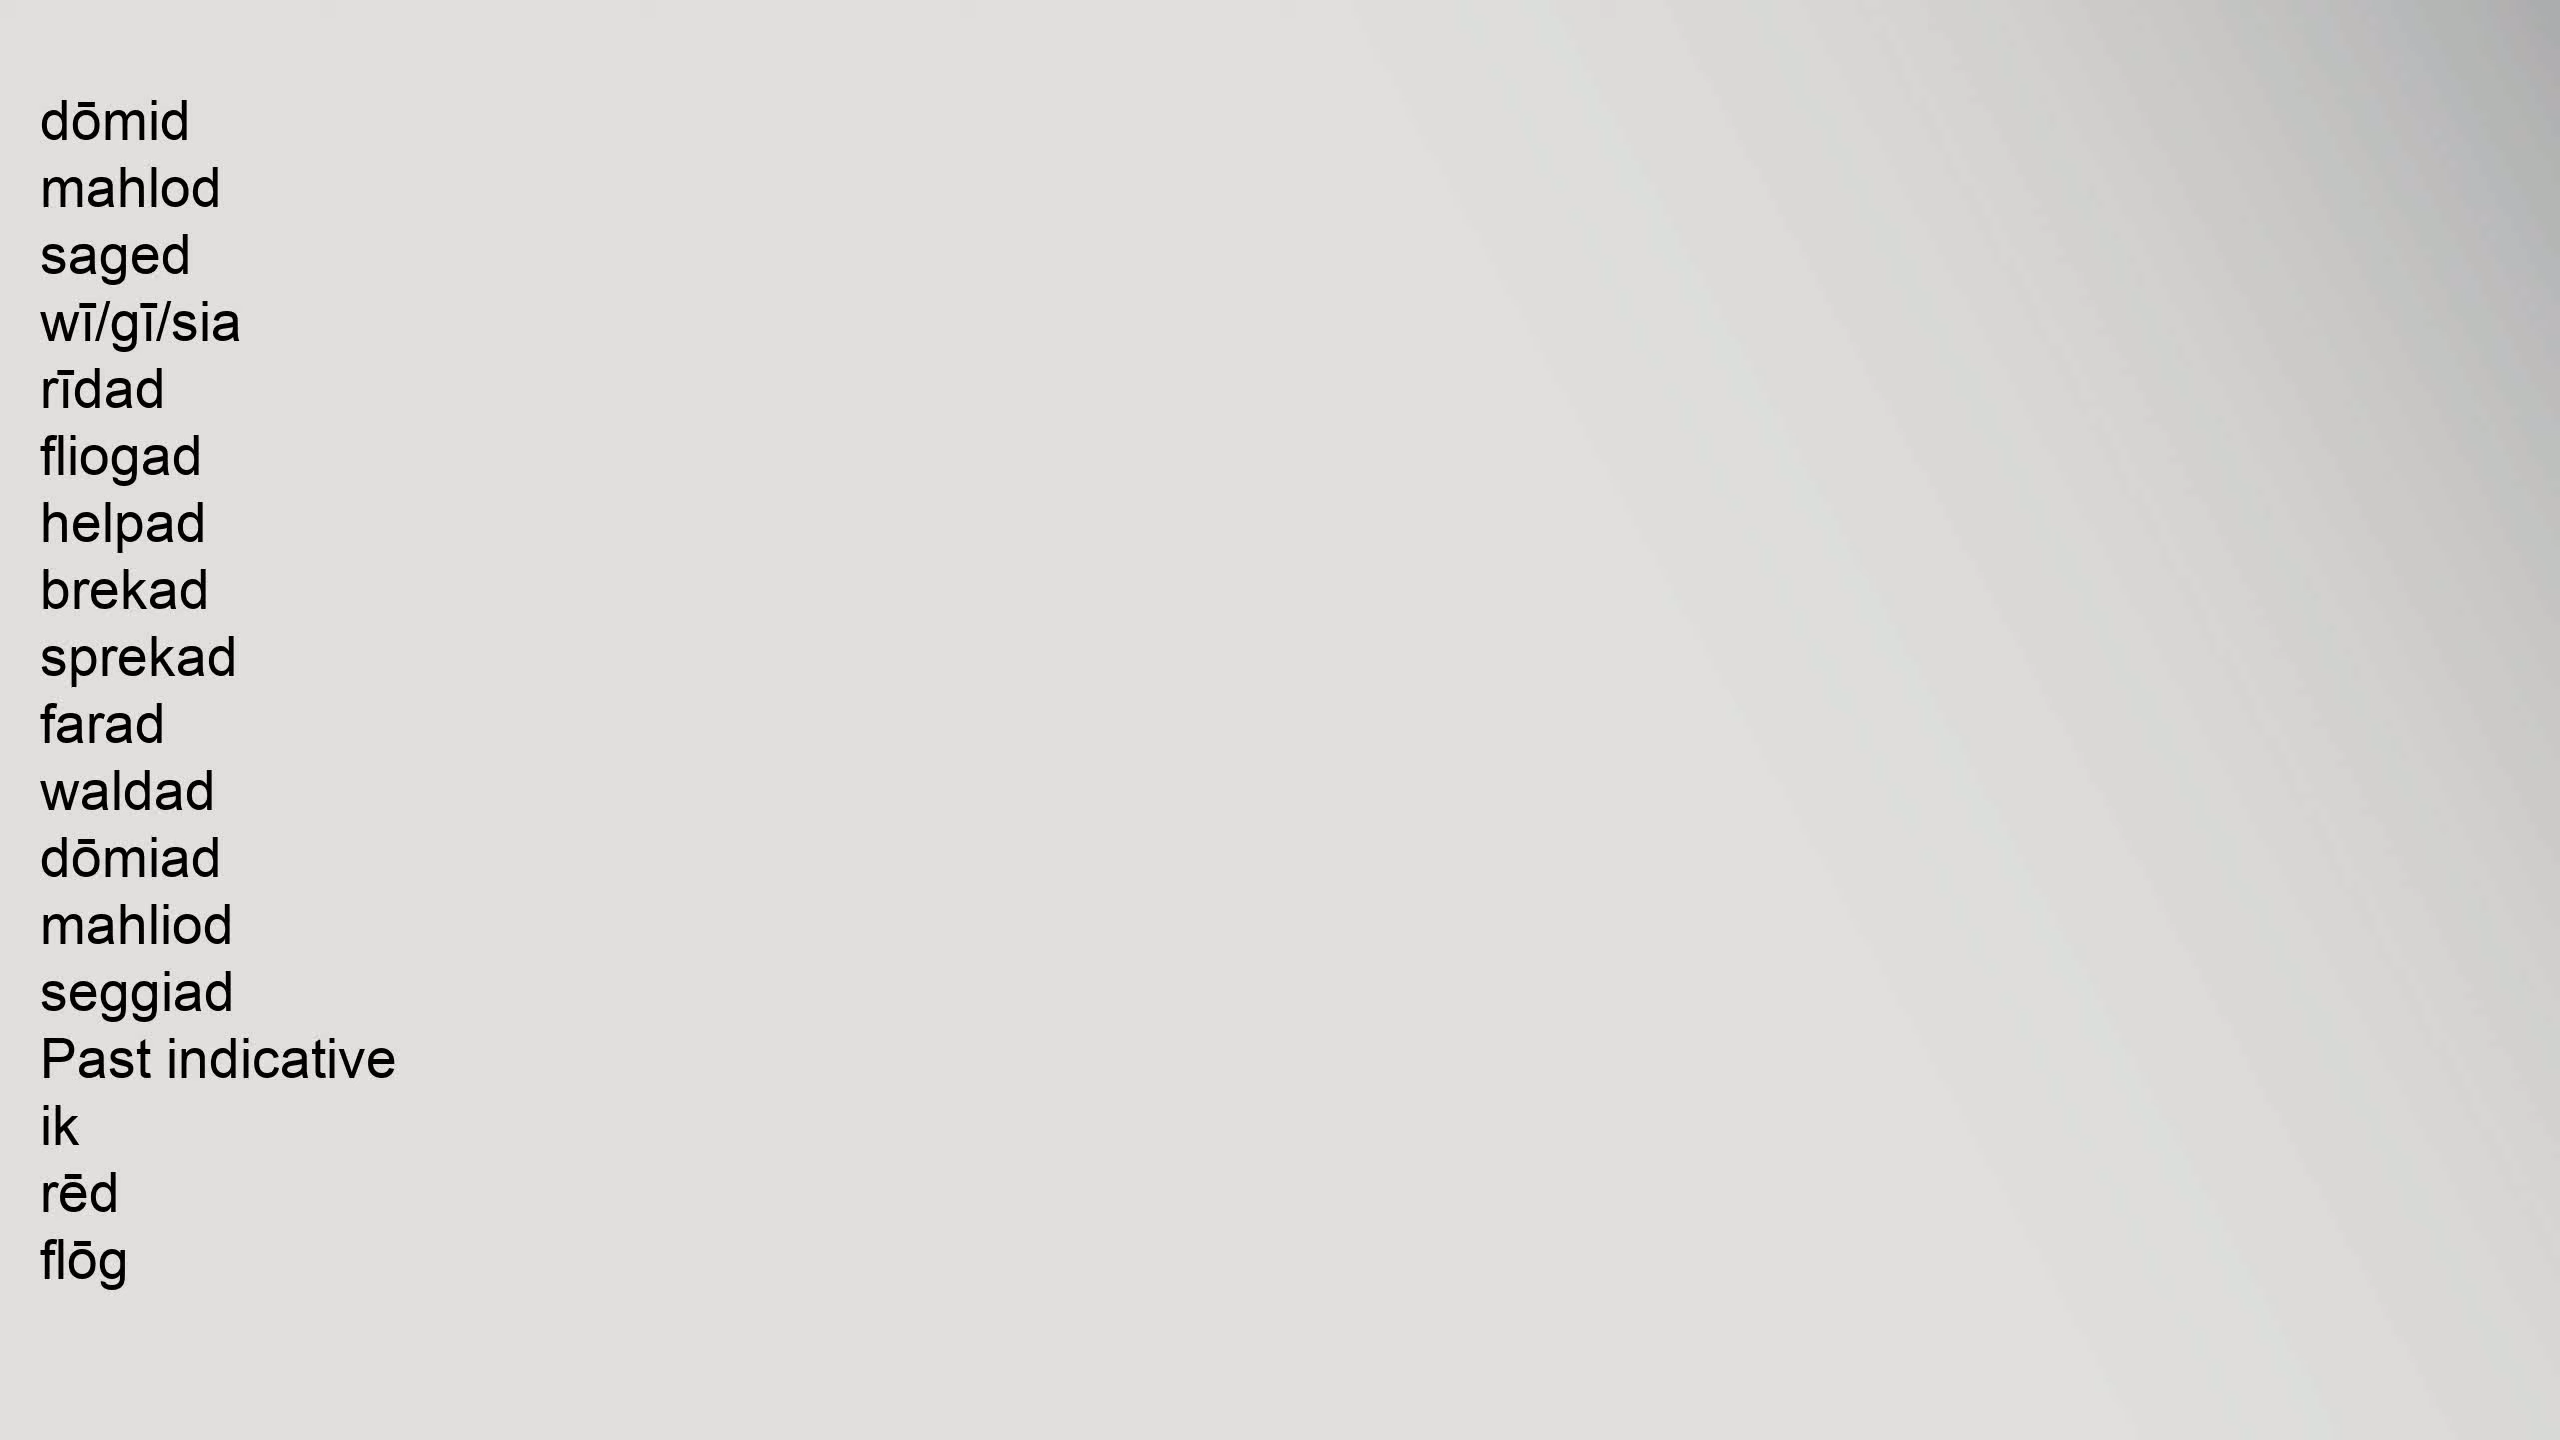 dōmid
mahlod
saged
wī/gī/sia
rīdad
fliogad
helpad
brekad
sprekad
farad
waldad
dōmiad
mahliod
seggiad
Past indicative
ik
rēd
flōg